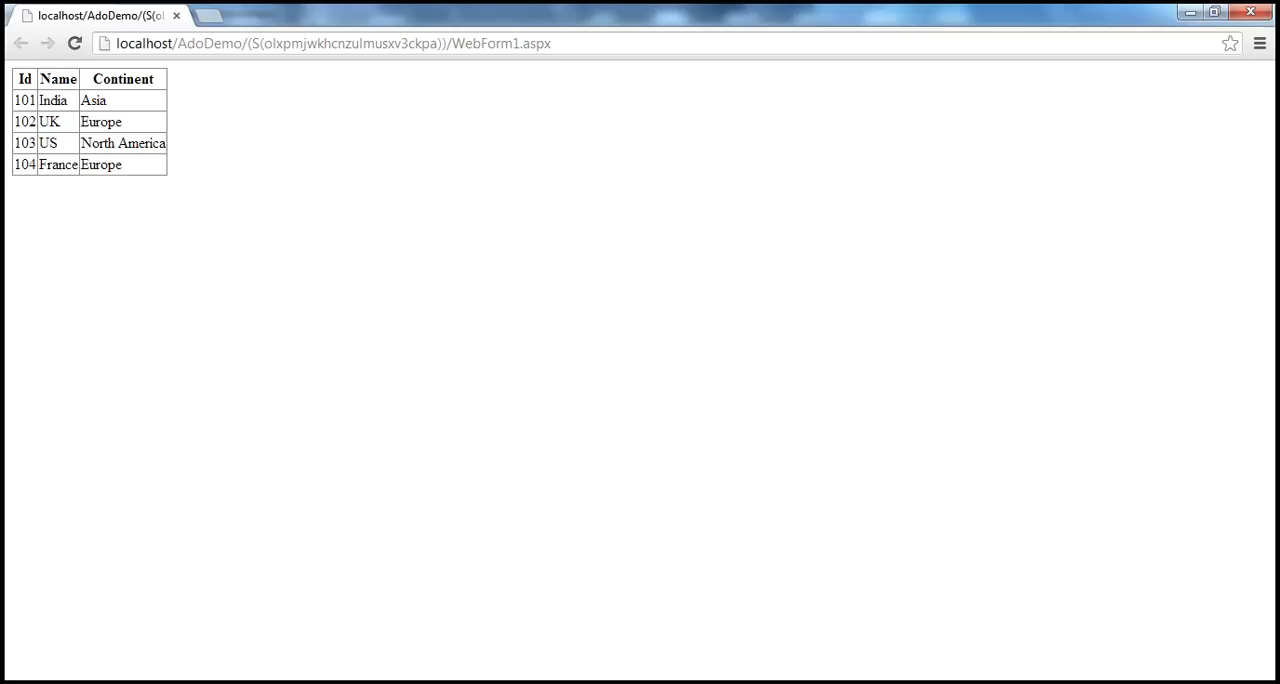 localhost/AdoDemo/(S(ol
localhost/AdoDemo/(S(olxpmjwkhcnzulmusxv3ckpa))/WebForm1.aspx
Id Name Continent
101 India Asia
102 UK Europe
103 US North America
104 France Europe